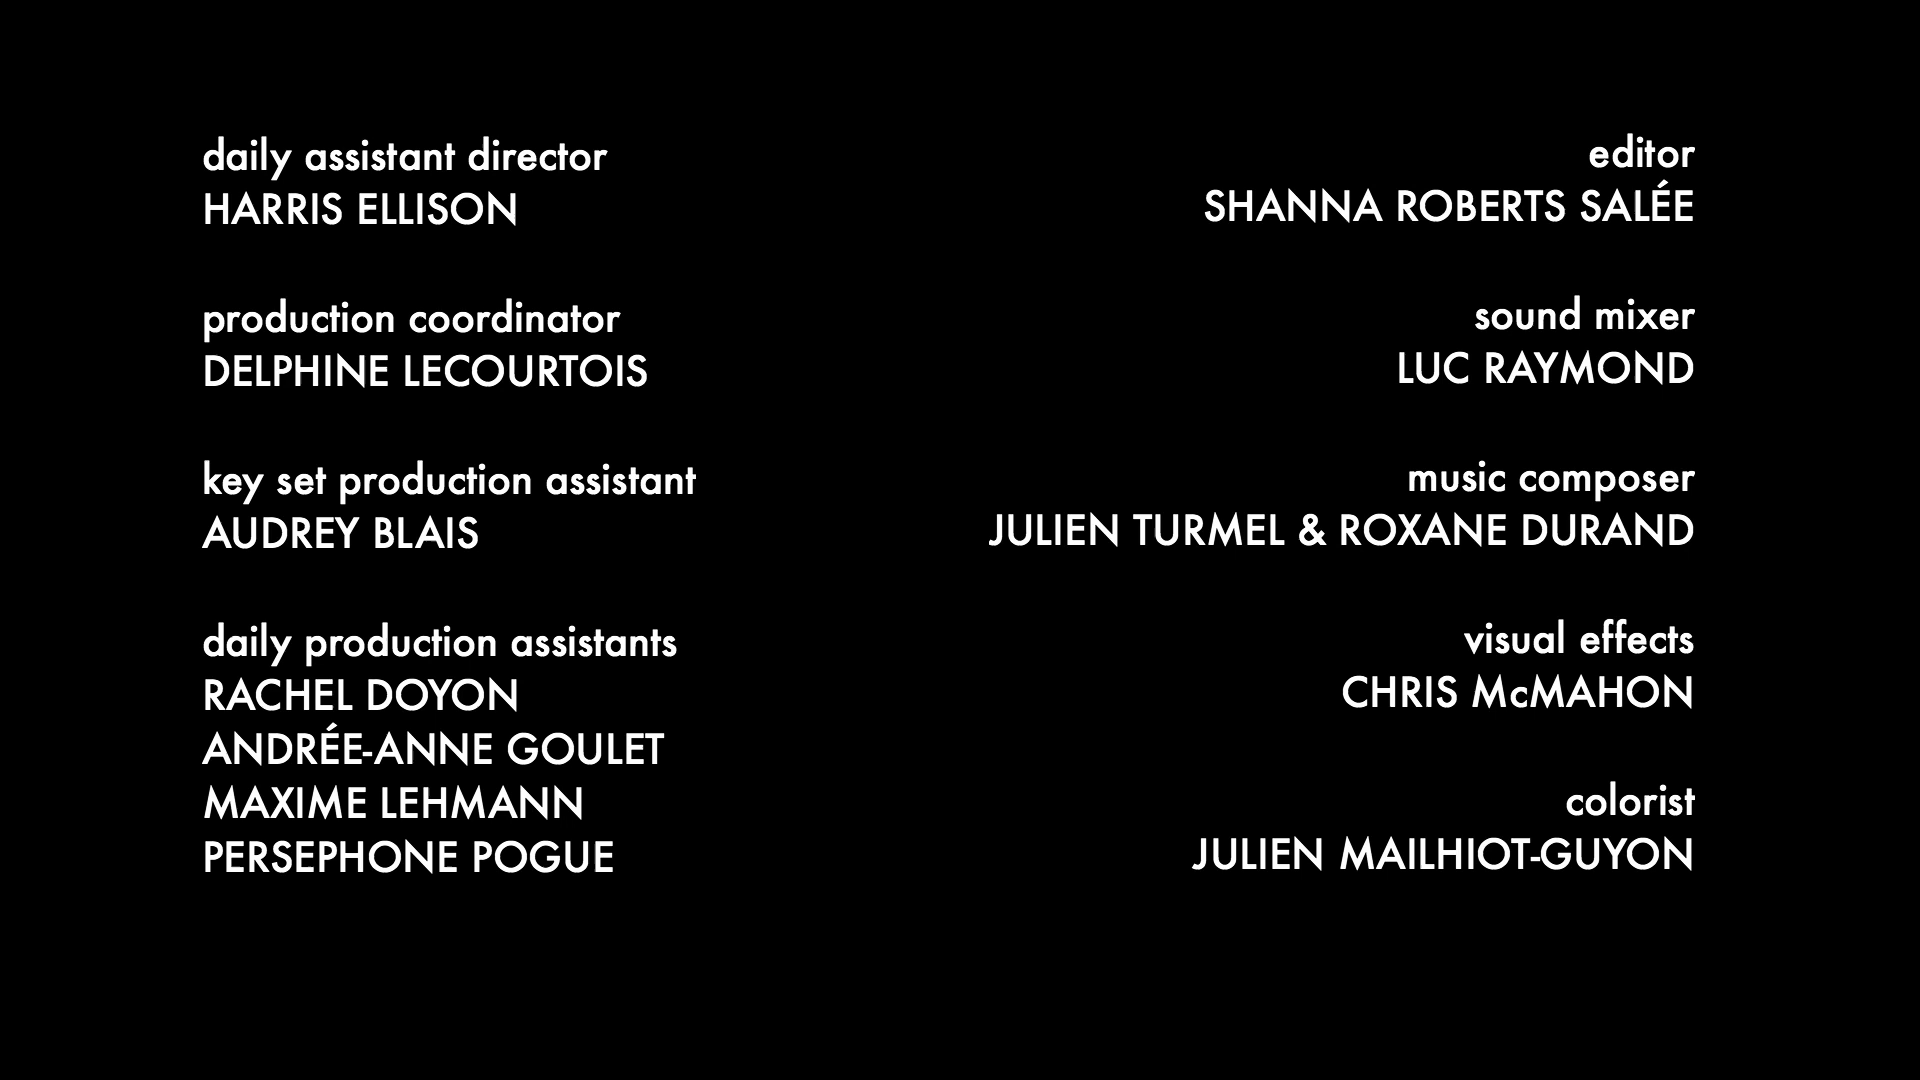 daily assistant director
HARRIS ELLISON
production coordinator
DELPHINE LECOURTOIS
key set production assistant
AUDREY BLAIS
daily production assistants
RACHEL DOYON
ANDRÉE-ANNE GOULET
MAXIME LEHMANN
PERSEPHONE POGUE
editor
SHANNA ROBERTS SALÉE
sound mixer
LUC RAYMOND
music composer
JULIEN TURMEL & ROXANE DURAND
visual effects
CHRIS McMAHON
colorist
JULIEN MAILHIOT-GUYON